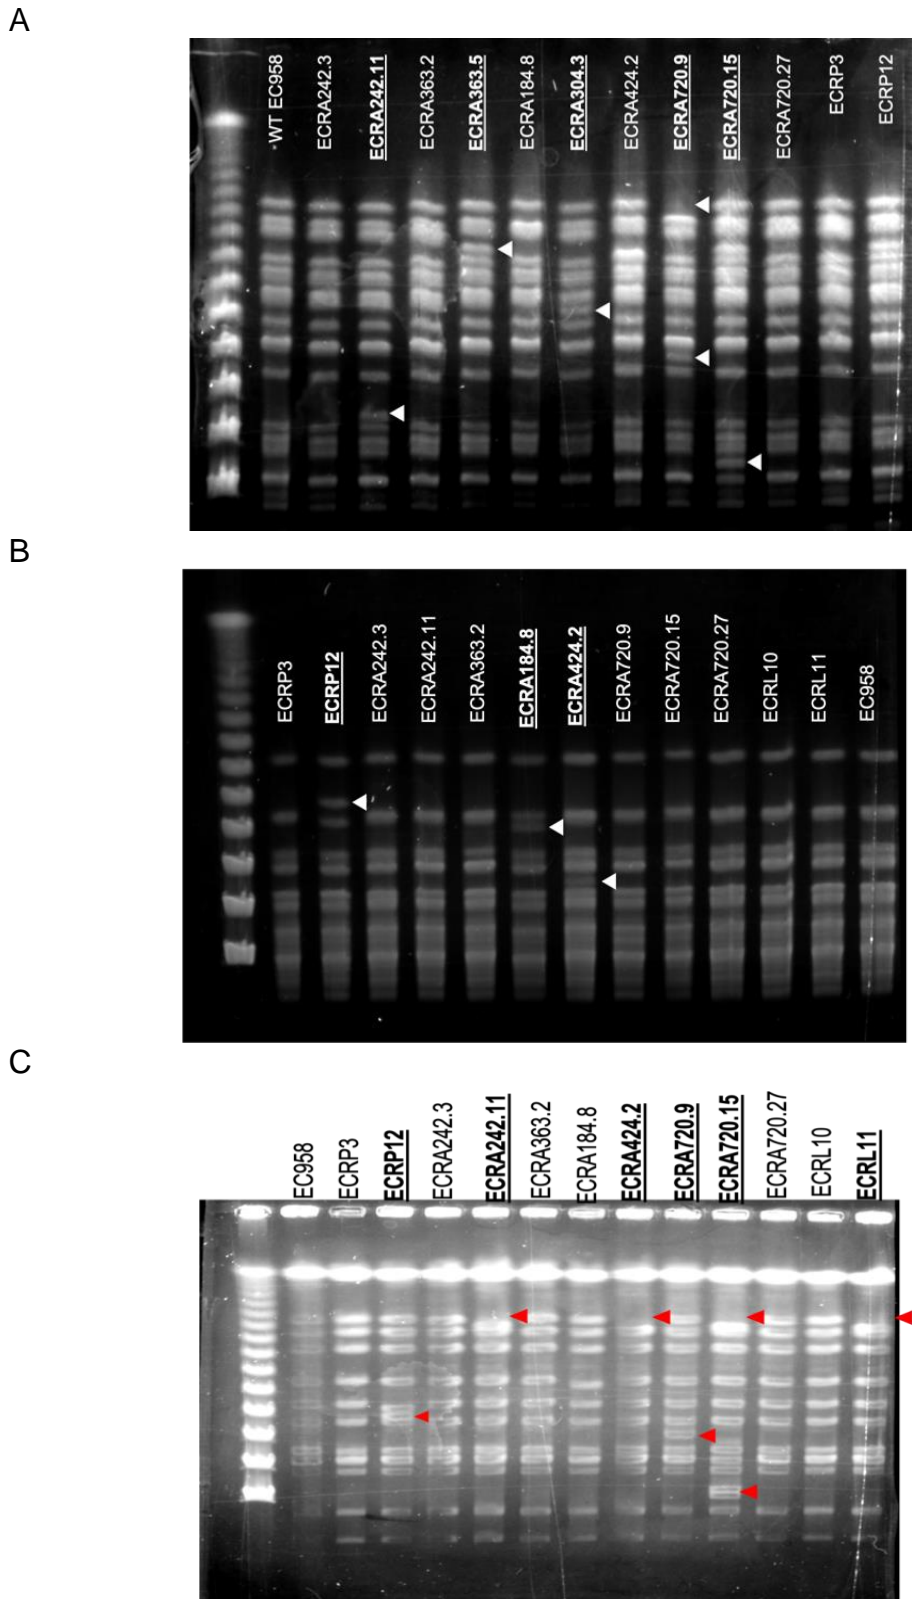 A
WT EC958
ECRA242.3
ECRA242.11
ECRA363.2
ECRA363.5
ECRA184.8
ECRA304.3
ECRA424.2
ECRA720.9
ECRA720.15
ECRA720.27
ECRP3
ECRP12
B
ECRP3
ECRP12
ECRA242.3
ECRA242.11
ECRA363.2
ECRA184.8
ECRA424.2
ECRA720.9
ECRA720.15
ECRA720.27
ECRL10
ECRL11
EC958
C
EC958
ECRP3
ECRP12
ECRA242.3
ECRA242.11
ECRA363.2
ECRA184.8
ECRA424.2
ECRA720.9
ECRA720.15
ECRA720.27
ECRL10
ECRL11